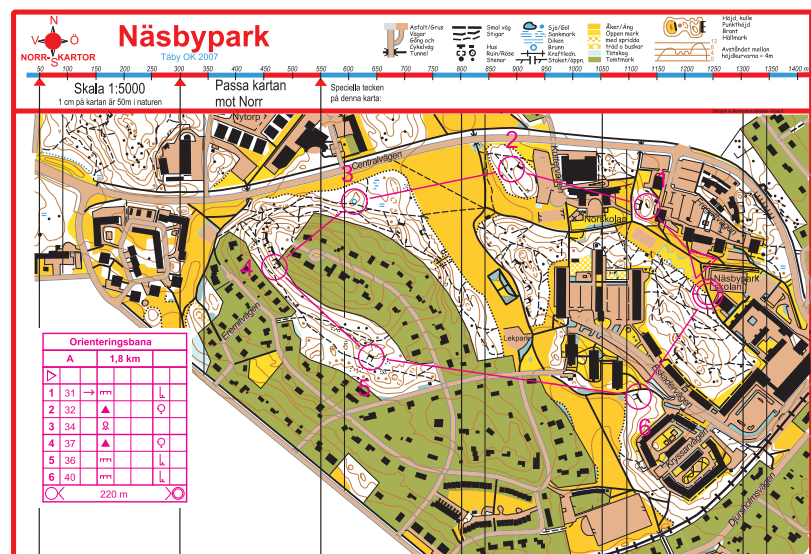 N
V Ö
S
NORR-KARTOR
Näsbypark
Täby OK 2007
Asfalt/Grus
Vägar
Gång och
Cykelväg
Tunnel
Smal väg
Stigar
Hus
Ruin/Röse
Stenar
Sjö/Göl
Sankmark
Diken
Brunn
Kraftledn.
Staket/öppn.
Åker/Äng
Öppen mark
med spridda
träd o buskar
Tätskog
Tomtmark
Höjd, kulle
Punkthöjd
Brant
Hällmark
Avståndet mellan
höjdkurvorna = 4m
50 100 150 200 250 300 350 400 450 500 550 600 650 700 750 800 850 900 950 1000 1050 1100 1150 1200 1250 1300 1350 1400 m
Skala 1:5000
1 cm på kartan är 50m i naturen
Passa kartan
mot Norr
Speciella tecken
på denna karta:
Nytorp
Centralvägen
2
3
1
Norskolan
4
Näsbypark
skolan
Eremitvägen
Lekpark
5
6
Kryssarvägen
Djursholmsvägen
Orienteringsbana
A 1,8 km
1 31
2 32
3 34
4 37
5 36
6 40
220 m